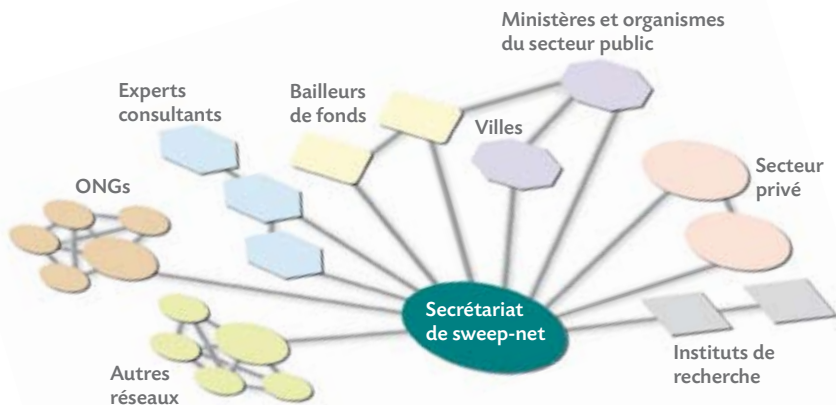 Ministères et organismes
du secteur public
Experts
consultants
Bailleurs
de fonds
Villes
Secteur
privé
ONGs
Secrétariat
de sweep-net
Instituts de
recherche
Autres
réseaux